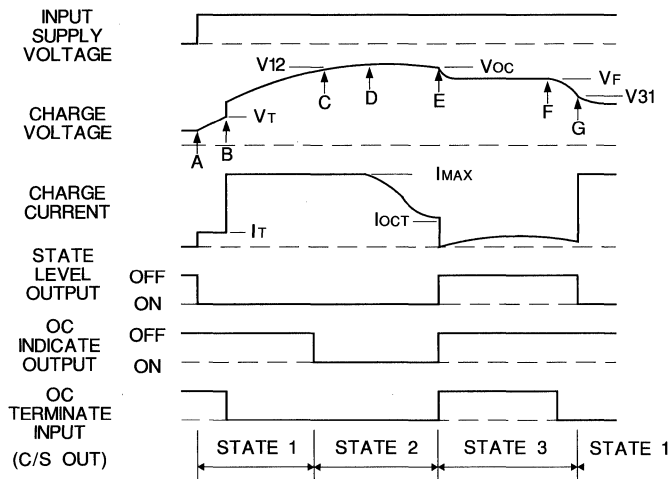 INPUT
SUPPLY
VOLTAGE
V12
VOC
VF
V31
C
D
E
F
G
CHARGE
VOLTAGE
VT
A
B
IMAX
CHARGE
CURRENT
IOCT
IT
STATE
LEVEL
OUTPUT
OFF
ON
OC
INDICATE
OUTPUT
OFF
ON
OC
TERMINATE
INPUT
(C/S OUT)
STATE 1
STATE 2
STATE 3
STATE 1